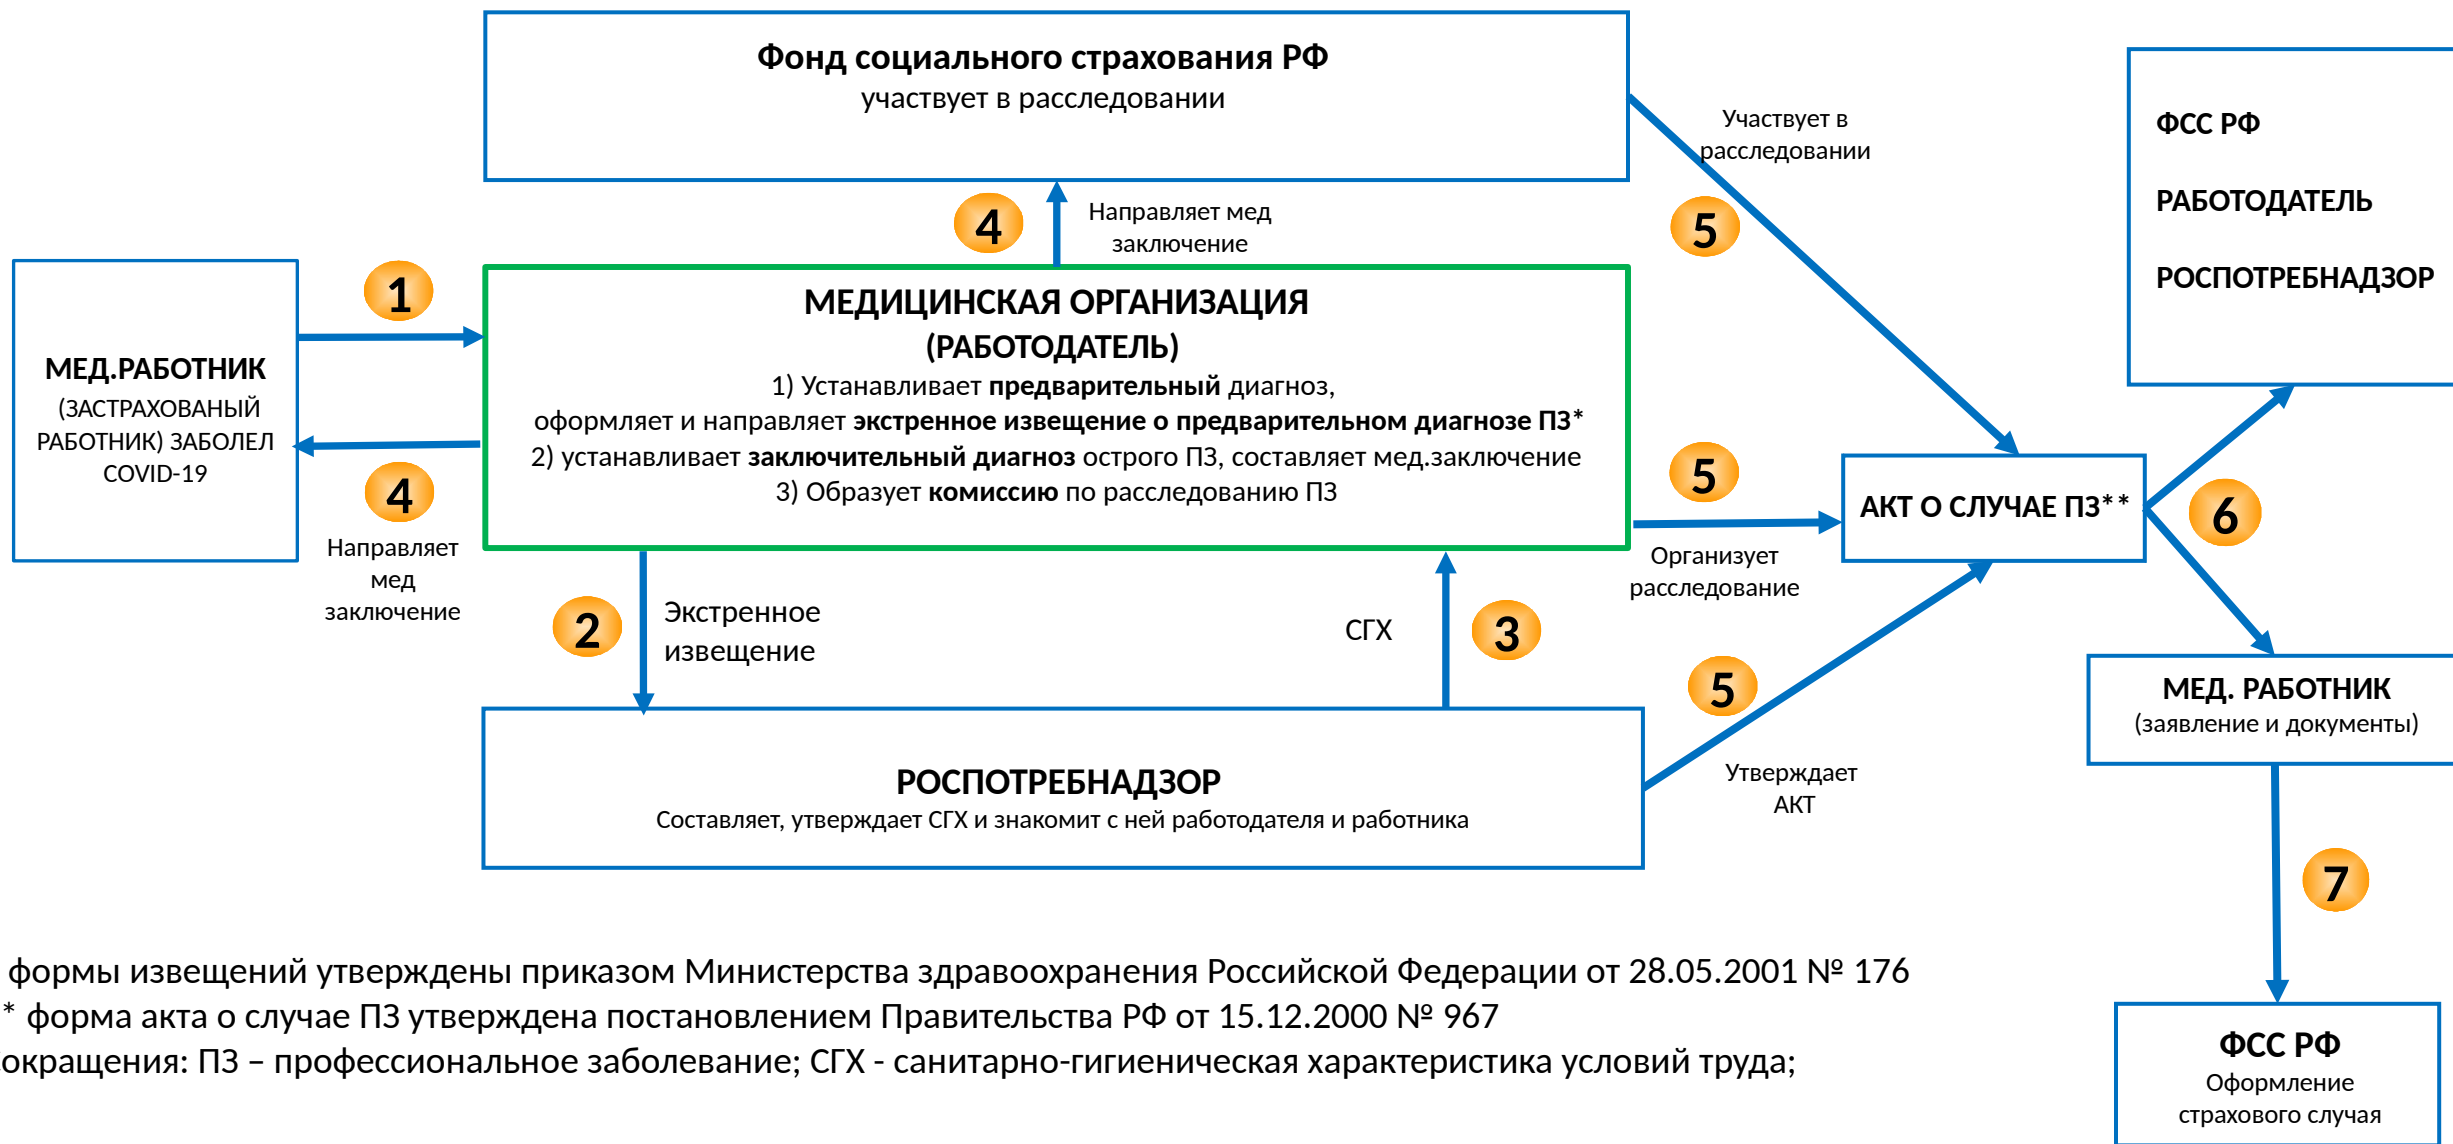 Фонд социального страхования РФ
участвует в расследовании
Участвует в
расследовании
ФСС РФ
РАБОТОДАТЕЛЬ
РОСПОТРЕБНАДЗОР
4
Направляет мед
заключение
5
1
МЕД.РАБОТНИК
(ЗАСТРАХОВАНЫЙ
РАБОТНИК) ЗАБОЛЕЛ
COVID-19
МЕДИЦИНСКАЯ ОРГАНИЗАЦИЯ
(РАБОТОДАТЕЛЬ)
1) Устанавливает предварительный диагноз,
оформляет и направляет экстренное извещение о предварительном диагнозе ПЗ*
2) устанавливает заключительный диагноз острого ПЗ, составляет мед.заключение
3) Образует комиссию по расследованию ПЗ
4
Направляет
мед
заключение
5
Организует
расследование
АКТ О СЛУЧАЕ ПЗ**
6
2
Экстренное
извещение
СГХ
3
5
Утверждает
АКТ
МЕД. РАБОТНИК
(заявление и документы)
РОСПОТРЕБНАДЗОР
Составляет, утверждает СГХ и знакомит с ней работодателя и работника
7
формы извещений утверждены приказом Министерства здравоохранения Российской Федерации от 28.05.2001 № 176
* форма акта о случае ПЗ утверждена постановлением Правительства РФ от 15.12.2000 № 967
окращения: ПЗ – профессиональное заболевание; СГХ - санитарно-гигиеническая характеристика условий труда;
ФСС РФ
Оформление
страхового случая